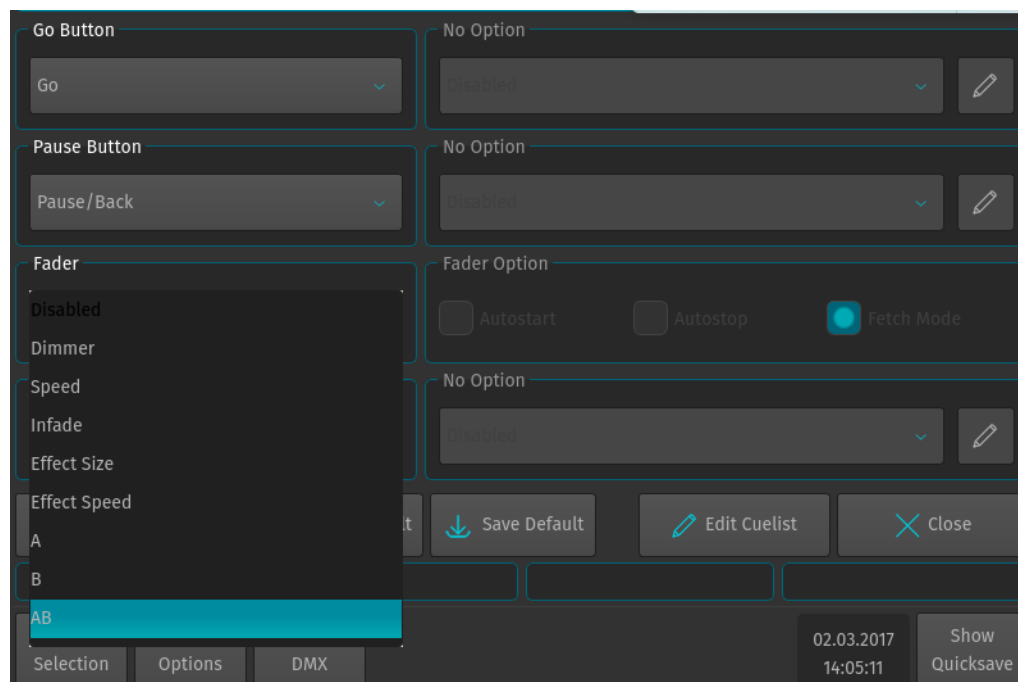 Go Button
No Option
Go
Disabled
Pause Button
No Option
Pause/Back
Disabled
Fader
Fader Option
Disabled
Autostart
Autostop
Fetch Mode
Dimmer
Speed
Infade
Effect Size
Effect Speed
A
B
AB
No Option
Disabled
lt
Save Default
Edit Cuelist
Close
Selection
Options
DMX
02.03.2017
14:05:11
Show
Quicksave